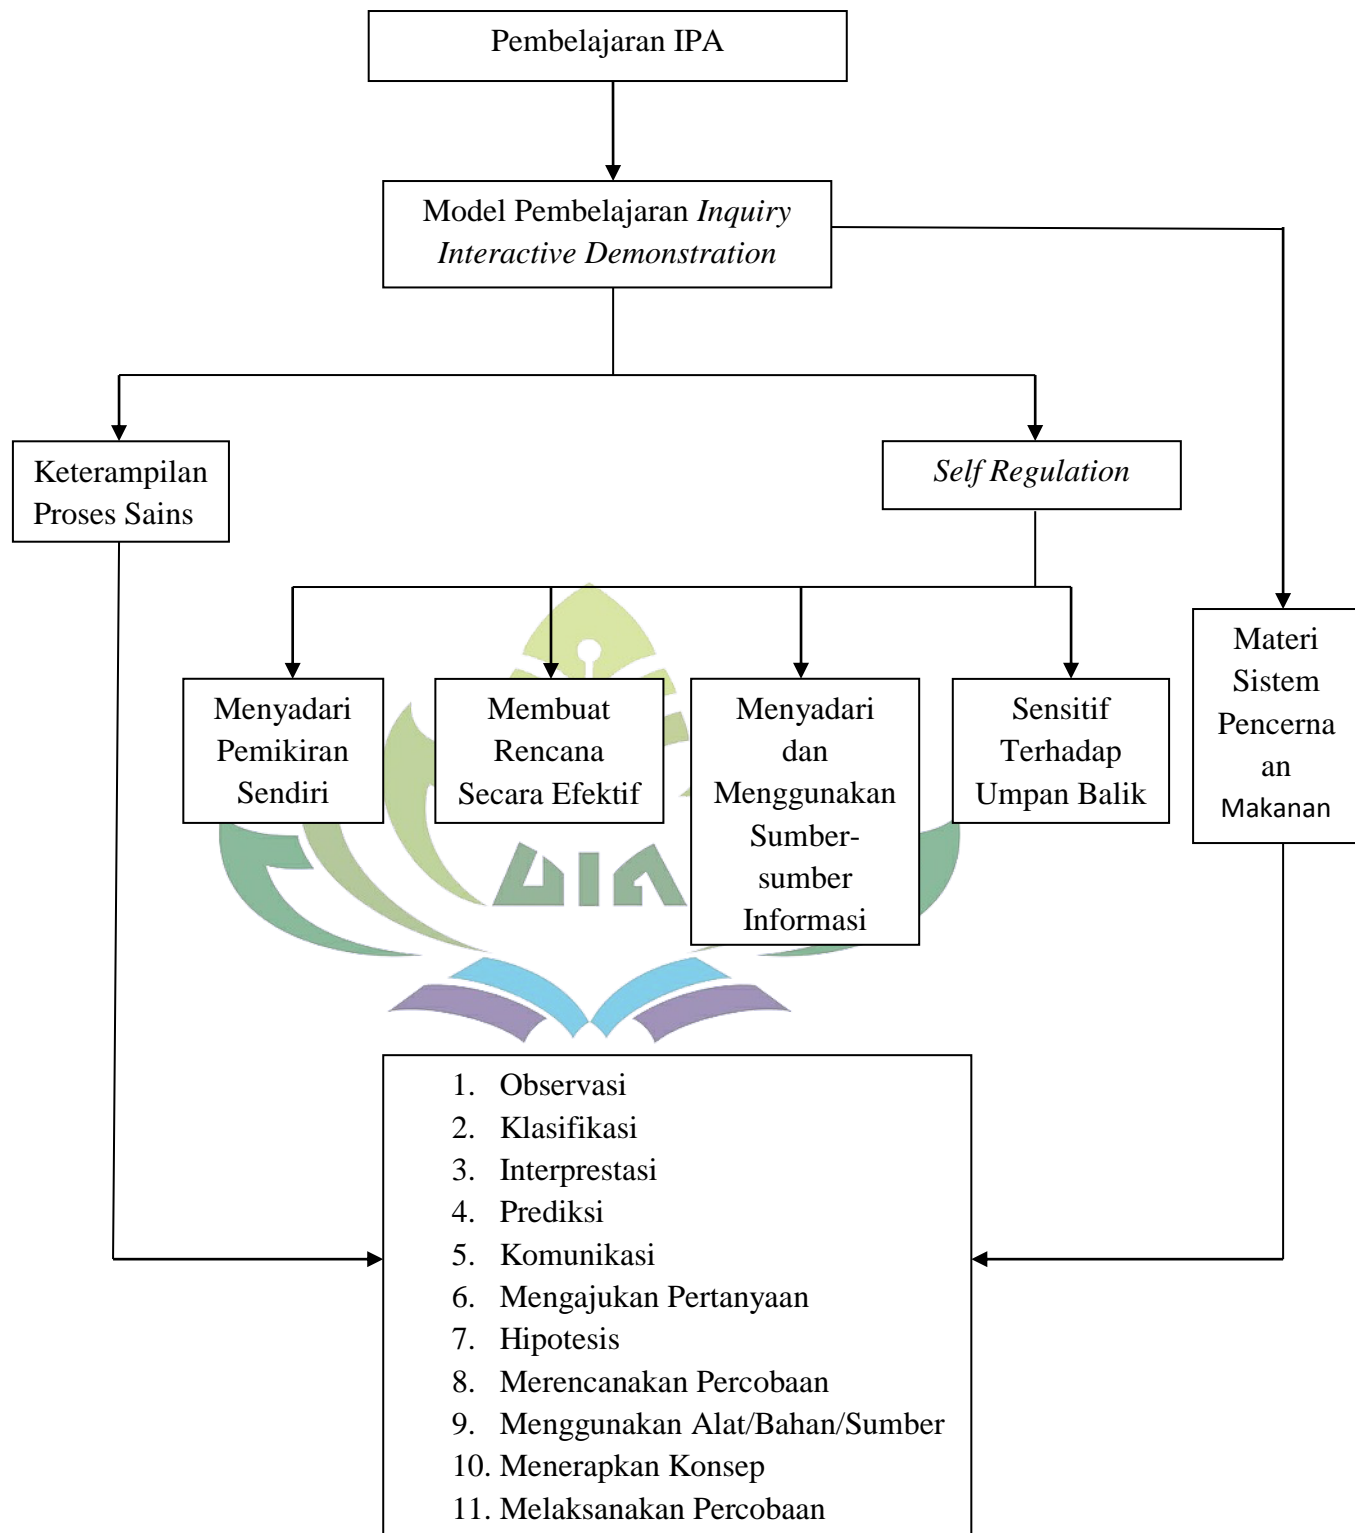 Pembelajaran IPA
Model Pembelajaran Inquiry
Interactive Demonstration
Keterampilan
Proses Sains
Self Regulation
Menyadari
Pemikiran
Sendiri
Membuat
Rencana
Secara Efektif
Menyadari
dan
Menggunakan
Sumber-
sumber
Informasi
Sensitif
Terhadap
Umpan Balik
Materi
Sistem
Pencerna
an
Makanan
1. Observasi
2. Klasifikasi
3. Interprestasi
4. Prediksi
5. Komunikasi
6. Mengajukan Pertanyaan
7. Hipotesis
8. Merencanakan Percobaan
9. Menggunakan Alat/Bahan/Sumber
10. Menerapkan Konsep
11. Melaksanakan Percobaan